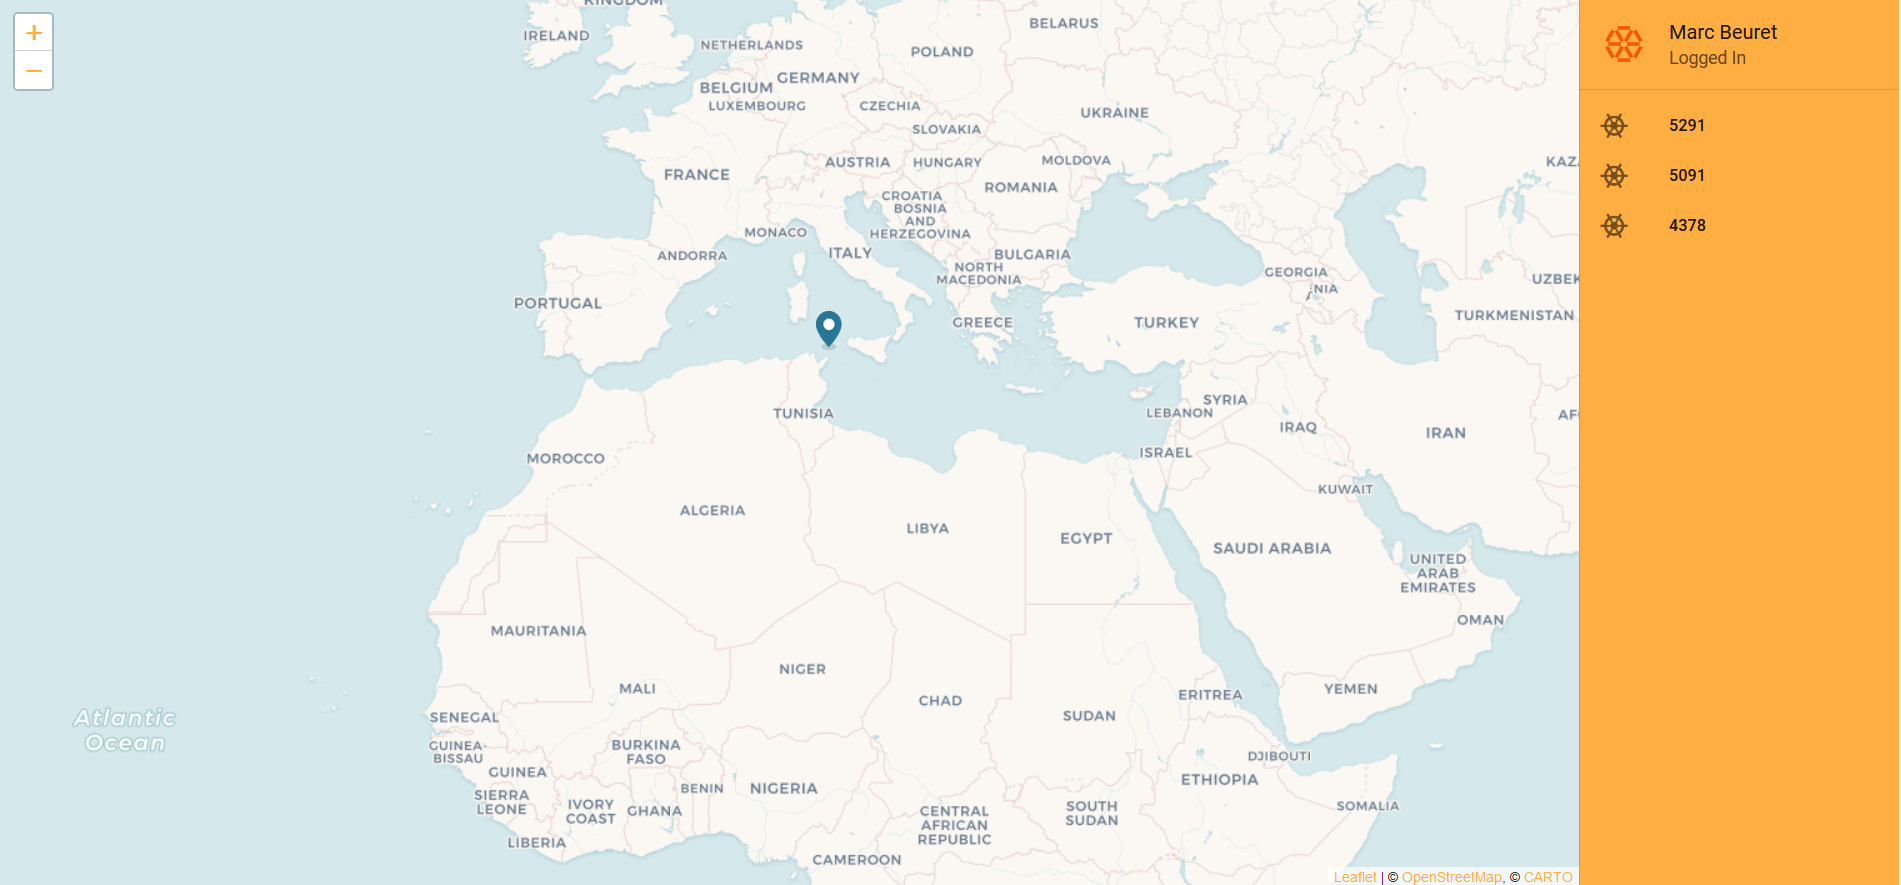 +
−
KINGDOM
IRELAND
BELARUS
NETHERLANDS
POLAND
GERMANY
BELGIUM
LUXEMBOURG
CZECHIA
UKRAINE
SLOVAKIA
AUSTRIA
HUNGARY
MOLDOVA
FRANCE
ROMANIA
CROATIA
BOSNIA
AND
HERZEGOVINA
MONACO
ITALY
ANDORRA
BULGARIA
NORTH
MACEDONIA
GEORGIA
ENIA
KAZA
UZBEK
PORTUGAL
GREECE
TURKEY
TURKMENISTAN
TUNISIA
SYRIA
LEBANON
IRAQ
IRAN
AFG
MOROCCO
ISRAEL
KUWAIT
ALGERIA
LIBYA
EGYPT
SAUDI ARABIA
UNITED
ARAB
EMIRATES
OMAN
MAURITANIA
NIGER
MALI
CHAD
SUDAN
ERITREA
YEMEN
Atlantic
Ocean
SENEGAL
GUINEA-
BISSAU
BURKINA
FASO
DJIBOUTI
GUINEA
BENIN
NIGERIA
ETHIOPIA
SIERRA
LEONE
IVORY
COAST
GHANA
CENTRAL
AFRICAN
REPUBLIC
SOUTH
SUDAN
SOMALIA
LIBERIA
CAMEROON
Leaflet | © OpenStreetMap, © CARTO
Marc Beuret
Logged In
5291
5091
4378